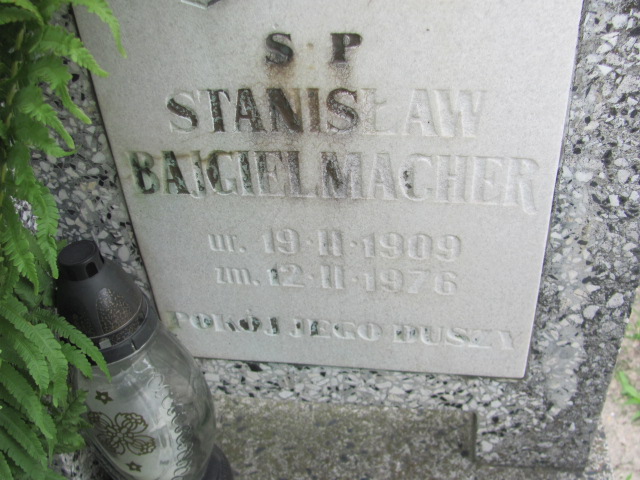 S P
STANISŁAW
BAJGIELMACHER
ur. 19·II·1909
zm. 12·II·1976
POKÓJ JEGO DUSZY